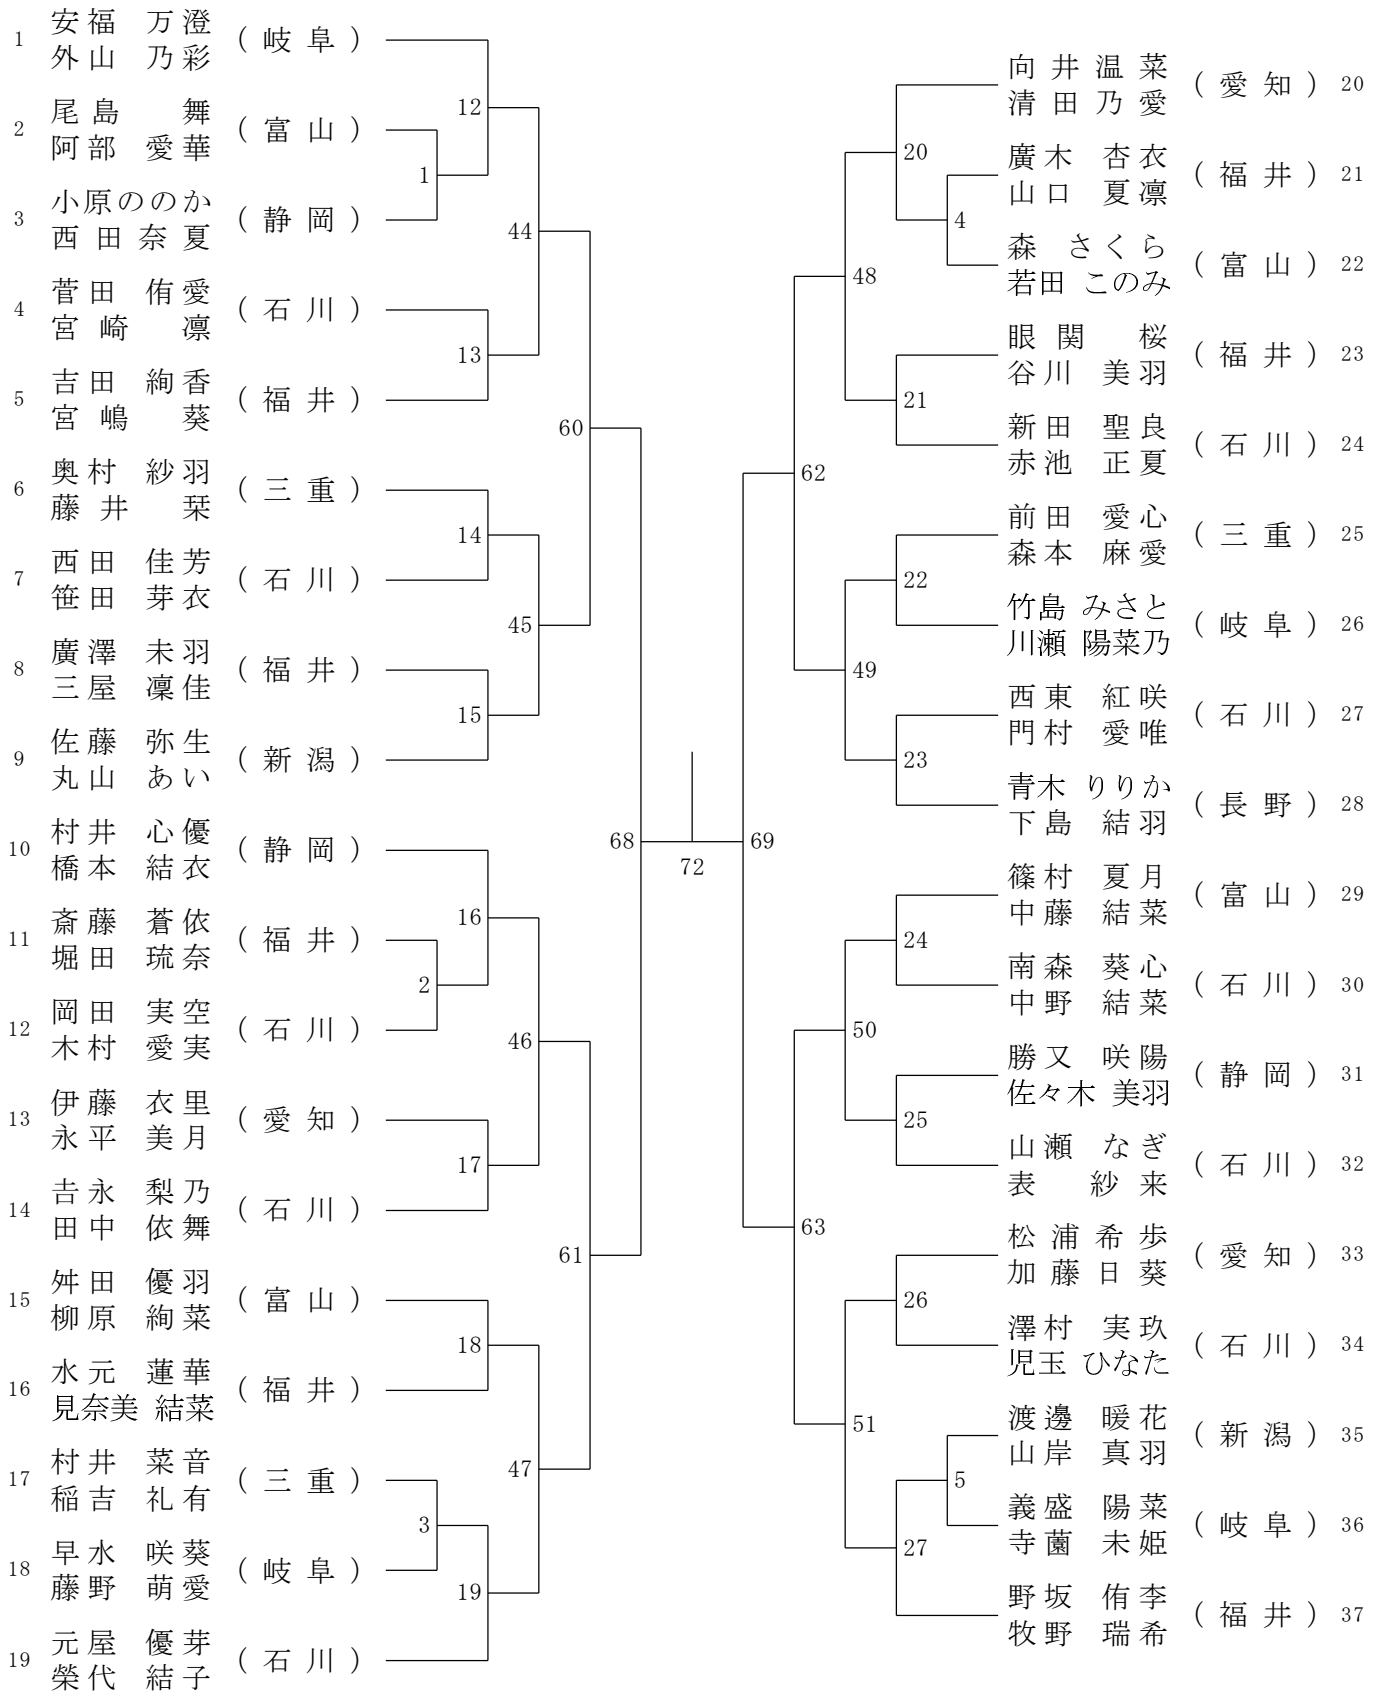 1 安福 万澄 (岐阜)
外山 乃彩
2 尾島 舞 (富山)
阿部 愛華
3 小原ののか (静岡)
西田奈夏
4 菅田 侑愛 (石川)
宮崎 凛
5 吉田 絢香 (福井)
宮嶋 葵
6 奥村 紗羽 (三重)
藤井 栞
7 西田 佳芳 (石川)
笹田 芽衣
8 廣澤 未羽 (福井)
三屋 凜佳
9 佐藤 弥生 (新潟)
丸山 あい
10 村井 心優 (静岡)
橋本 結衣
11 斎藤 蒼依 (福井)
堀田 琉奈
12 岡田 実空 (石川)
木村 愛実
13 伊藤 衣里 (愛知)
永平 美月
14 𠮷永 梨乃 (石川)
田中 依舞
15 舛田 優羽 (富山)
柳原 絢菜
16 水元 蓮華 (福井)
見奈美 結菜
17 村井 菜音 (三重)
稲吉 礼有
18 早水 咲葵 (岐阜)
藤野 萌愛
19 元屋 優芽 (石川)
榮代 結子
12
1
44
13
60
14
45
15
68
16
2
46
17
61
18
47
3
19
72
69
20
4
48
21
62
22
49
23
24
50
25
63
26
51
5
27
向井温菜 (愛知) 20
清田乃愛
廣木 杏衣 (福井) 21
山口 夏凛
森 さくら (富山) 22
若田 このみ
眼関 桜 (福井) 23
谷川 美羽
新田 聖良 (石川) 24
赤池 正夏
前田 愛心 (三重) 25
森本 麻愛
竹島 みさと (岐阜) 26
川瀬 陽菜乃
西東 紅咲 (石川) 27
門村 愛唯
青木 りりか (長野) 28
下島 結羽
篠村 夏月 (富山) 29
中藤 結菜
南森 葵心 (石川) 30
中野 結菜
勝又 咲陽 (静岡) 31
佐々木 美羽
山瀬 なぎ (石川) 32
表 紗来
松浦希歩 (愛知) 33
加藤日葵
澤村 実玖 (石川) 34
児玉 ひなた
渡邊 暖花 (新潟) 35
山岸 真羽
義盛 陽菜 (岐阜) 36
寺薗 未姫
野坂 侑李 (福井) 37
牧野 瑞希